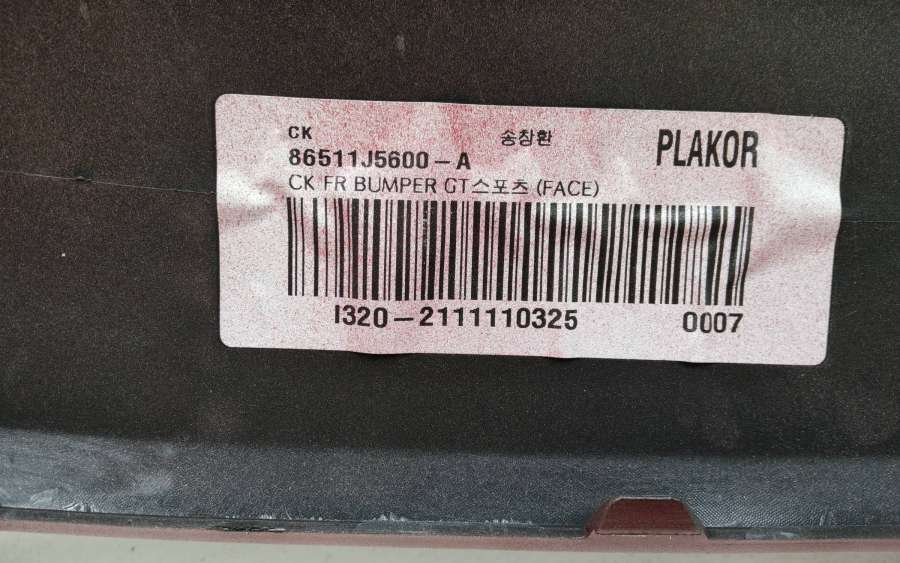 CK 송창환 PLAKOR
86511J5600-A
CK FR BUMPER GT스포츠 (FACE)
I320-2111110325 0007